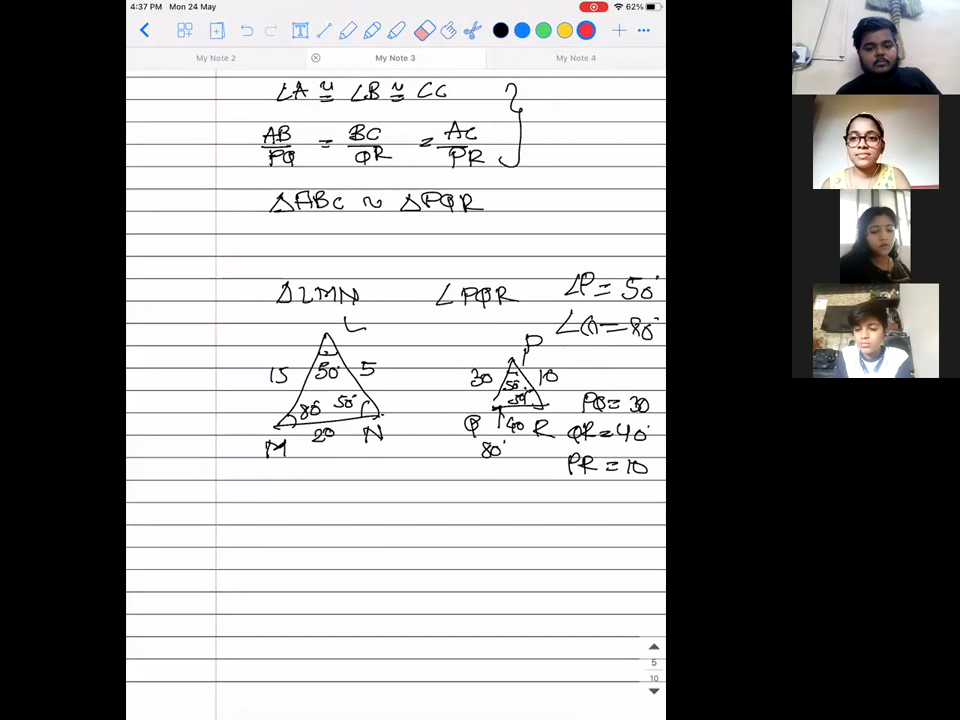 4:37 PM Mon 24 May
62%
My Note 2
My Note 3
My Note 4
∠A ≅ ∠B ≅ CC
AB/PQ = BC/QR = AC/PR
△ABC ~ △PQR
△LMN ∠PQR ∠P = 50°
∠Q = 80°
L
P
15 50° 5
30 50° 10
80° 50°
50°
PQ = 30
M 20 N
Q 40 R
QR = 40°
80°
PR = 10
5
10